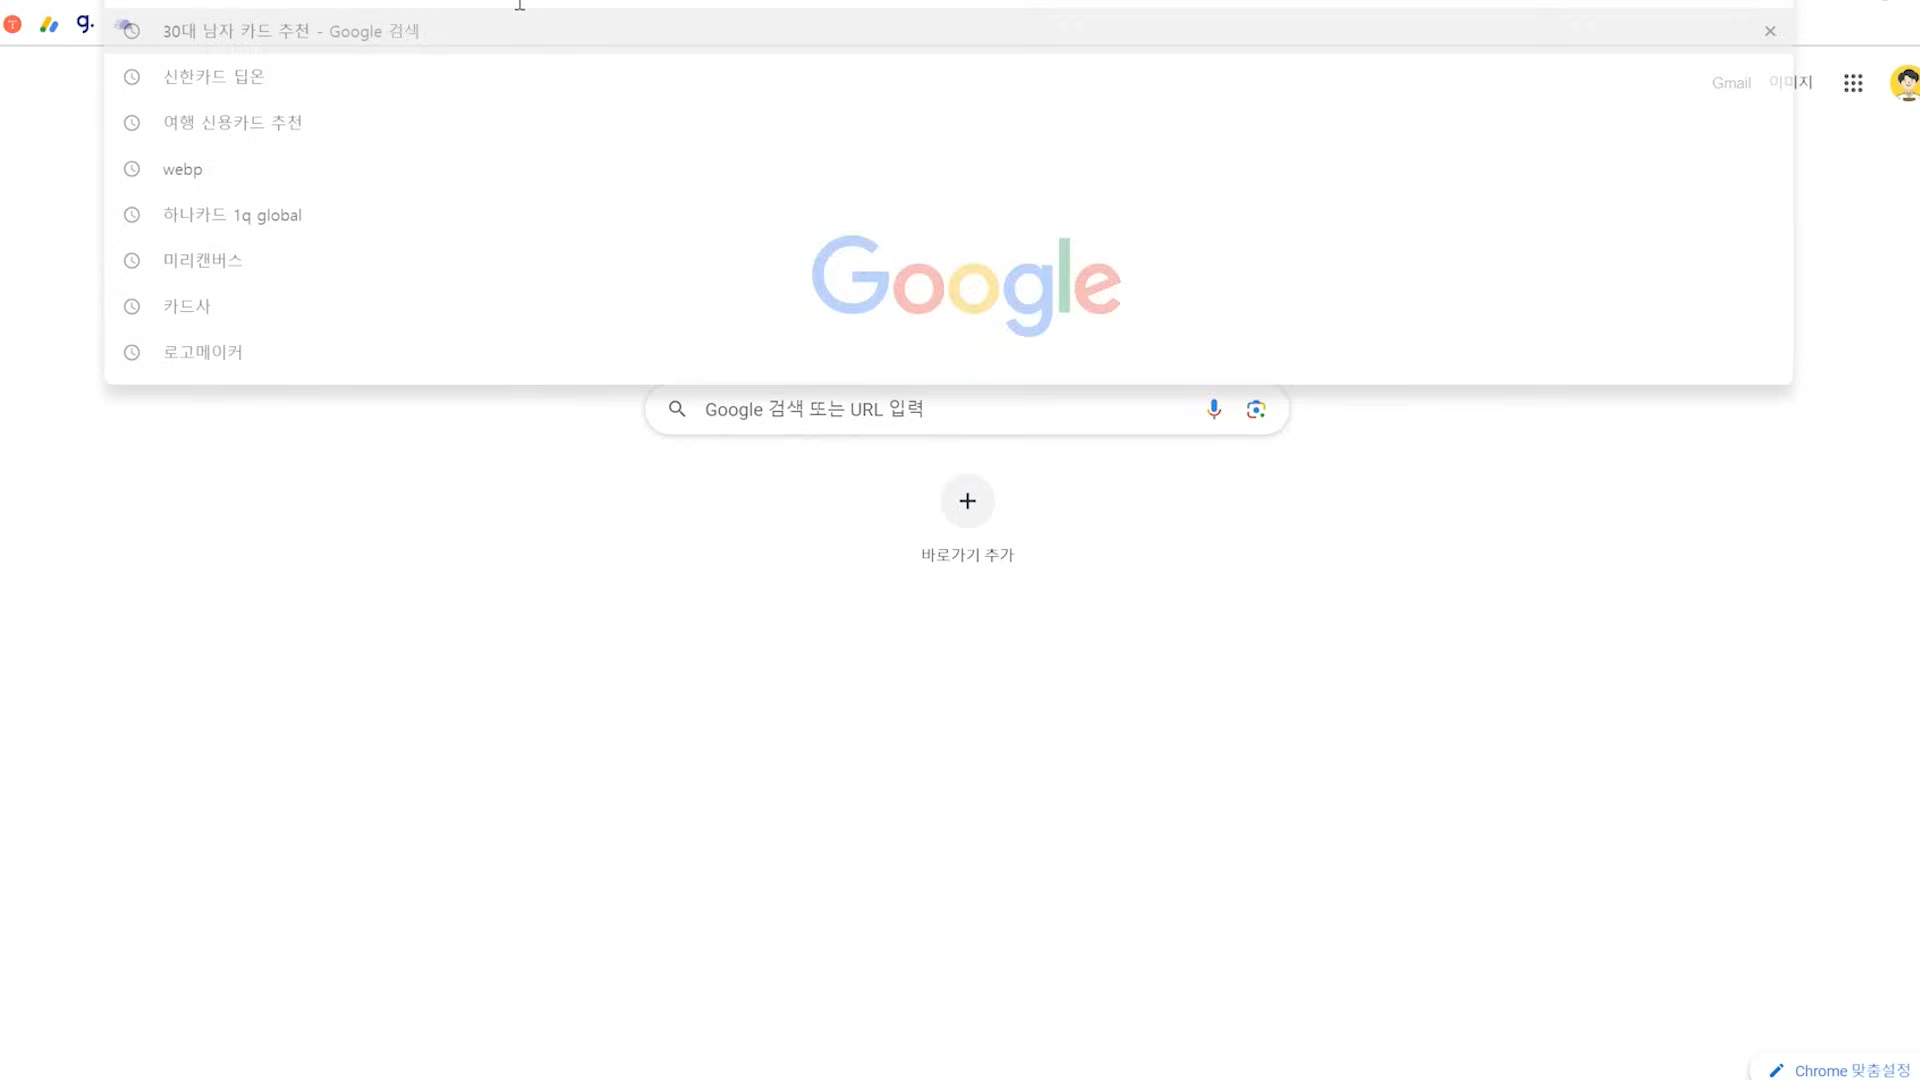 g.
30대 남자 카드 추천 - Google 검색
신한카드 딥온
Gmail 이미지
여행 신용카드 추천
webp
하나카드 1q global
미리캔버스
Google
카드사
로고메이커
Google 검색 또는 URL 입력
바로가기 추가
Chrome 맞춤설정